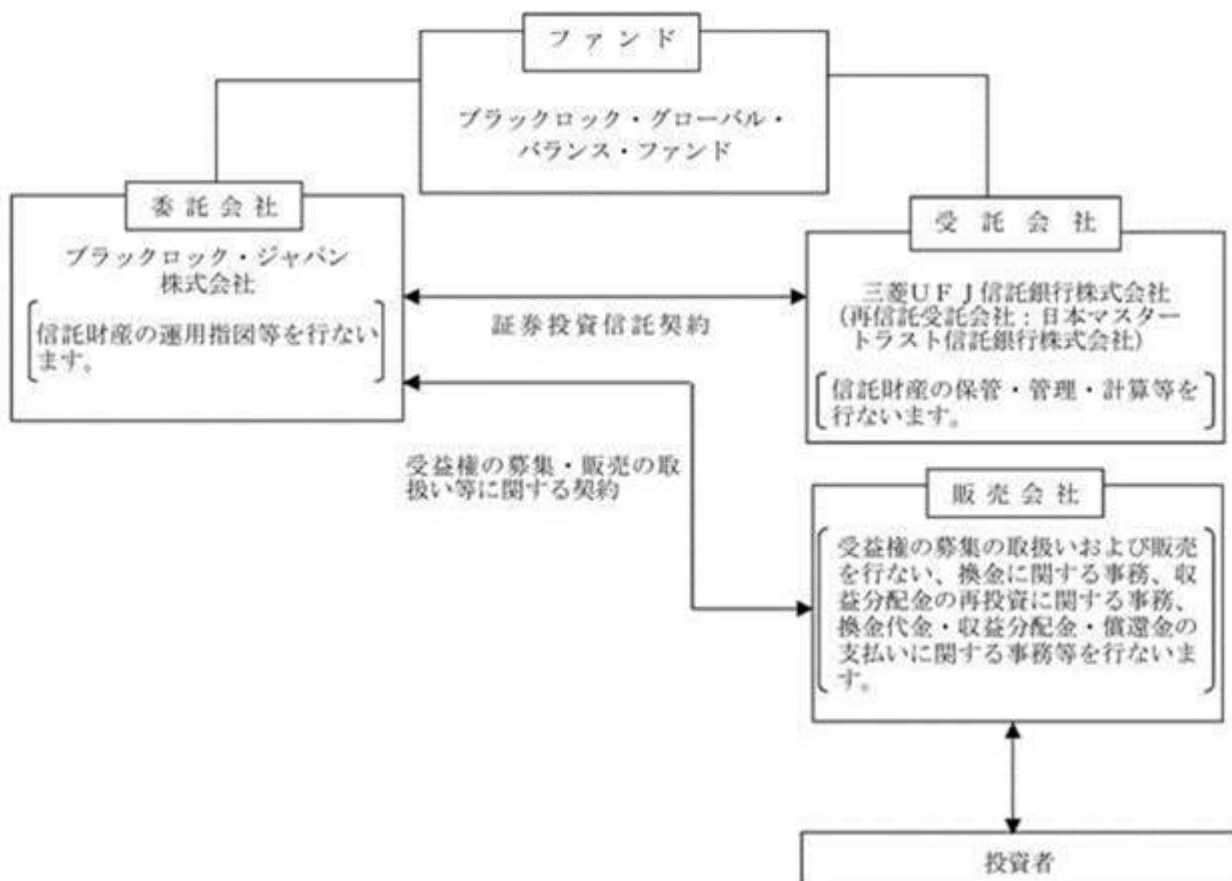 ファンド
ブラックロック・グローバル・
バランス・ファンド
委託会社
ブラックロック・ジャパン
株式会社
信託財産の運用指図等を行ない
ます。
証券投資信託契約
受託会社
三菱UFJ信託銀行株式会社
(再信託受託会社:日本マスター
トラスト信託銀行株式会社)
信託財産の保管・管理・計算等を
行ないます。
受益権の募集・販売の取
扱い等に関する契約
販売会社
受益権の募集の取扱いおよび販売
を行ない、換金に関する事務、収
益分配金の再投資に関する事務、
換金代金・収益分配金・償還金の
支払いに関する事務等を行ないま
す。
投資者